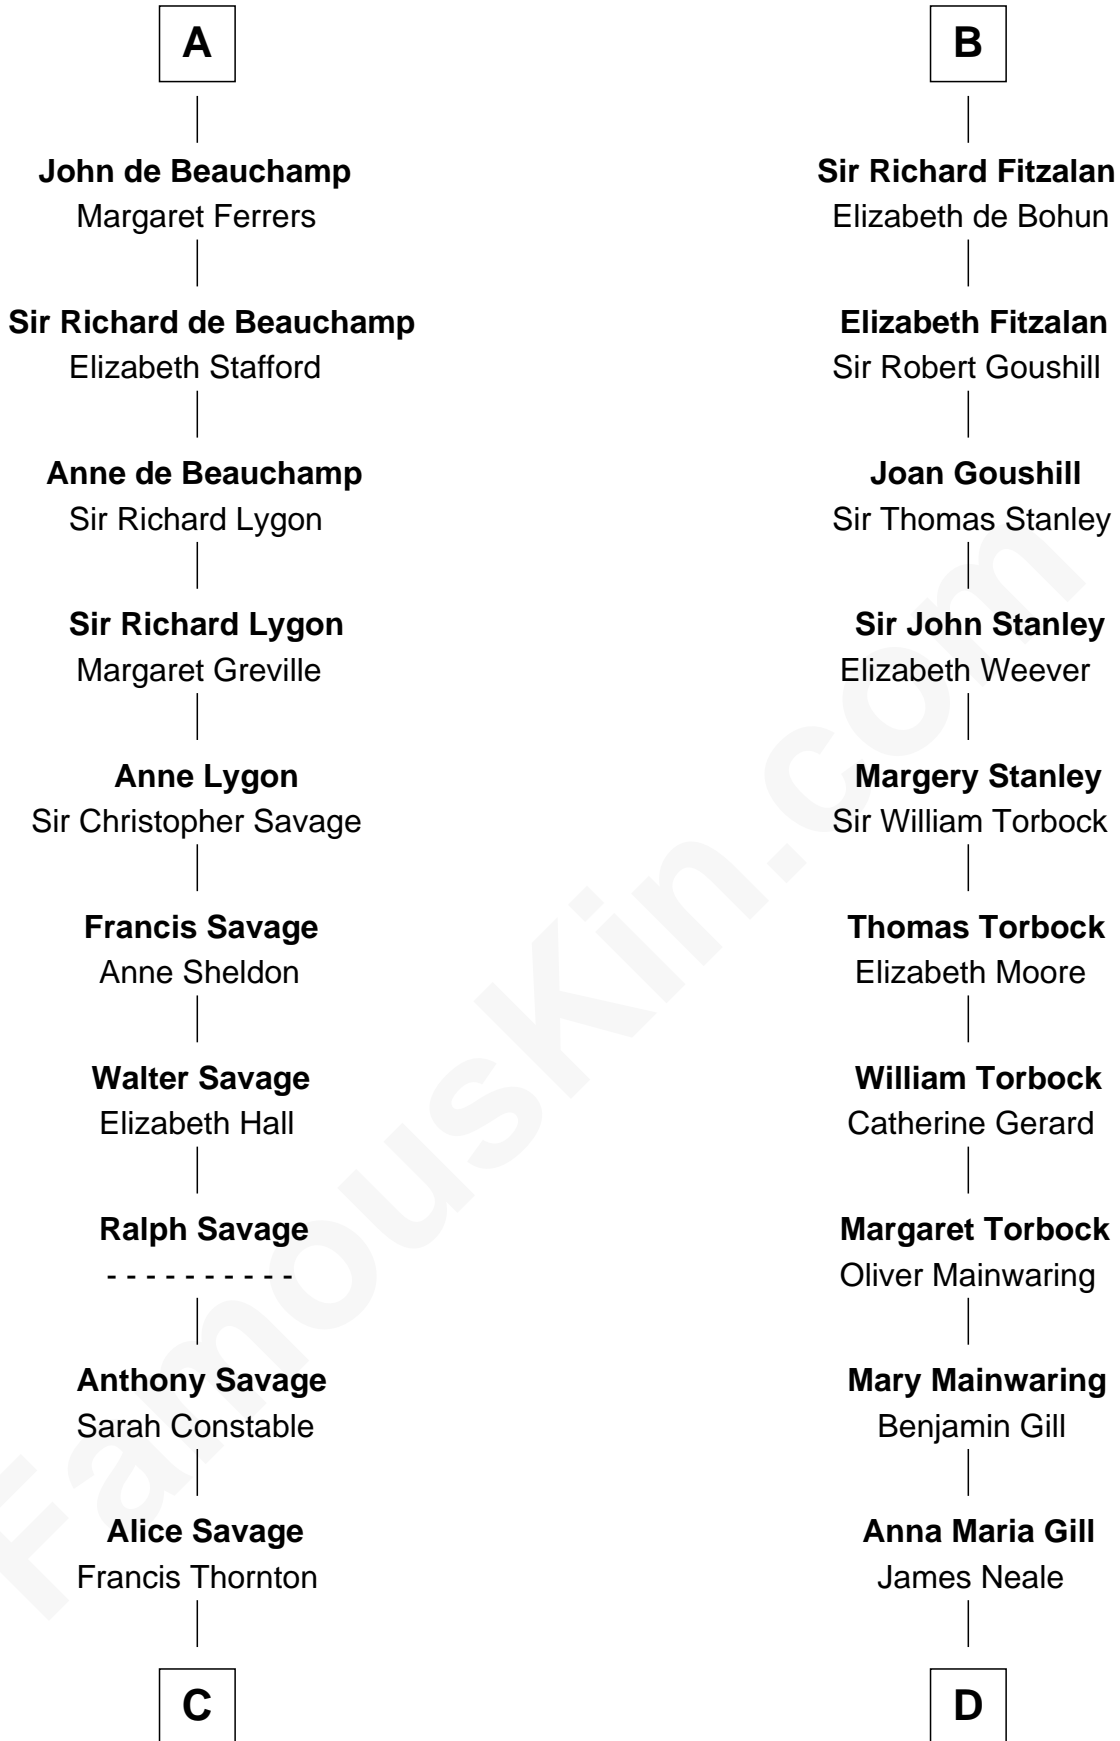 A
John de Beauchamp
Margaret Ferrers
Sir Richard de Beauchamp
Elizabeth Stafford
Anne de Beauchamp
Sir Richard Lygon
Sir Richard Lygon
Margaret Greville
Anne Lygon
Sir Christopher Savage
Francis Savage
Anne Sheldon
Walter Savage
Elizabeth Hall
Ralph Savage
- - - - - - - - - -
Anthony Savage
Sarah Constable
Alice Savage
Francis Thornton
C
B
Sir Richard Fitzalan
Elizabeth de Bohun
Elizabeth Fitzalan
Sir Robert Goushill
Joan Goushill
Sir Thomas Stanley
Sir John Stanley
Elizabeth Weever
Margery Stanley
Sir William Torbock
Thomas Torbock
Elizabeth Moore
William Torbock
Catherine Gerard
Margaret Torbock
Oliver Mainwaring
Mary Mainwaring
Benjamin Gill
Anna Maria Gill
James Neale
D
FamousKin.com